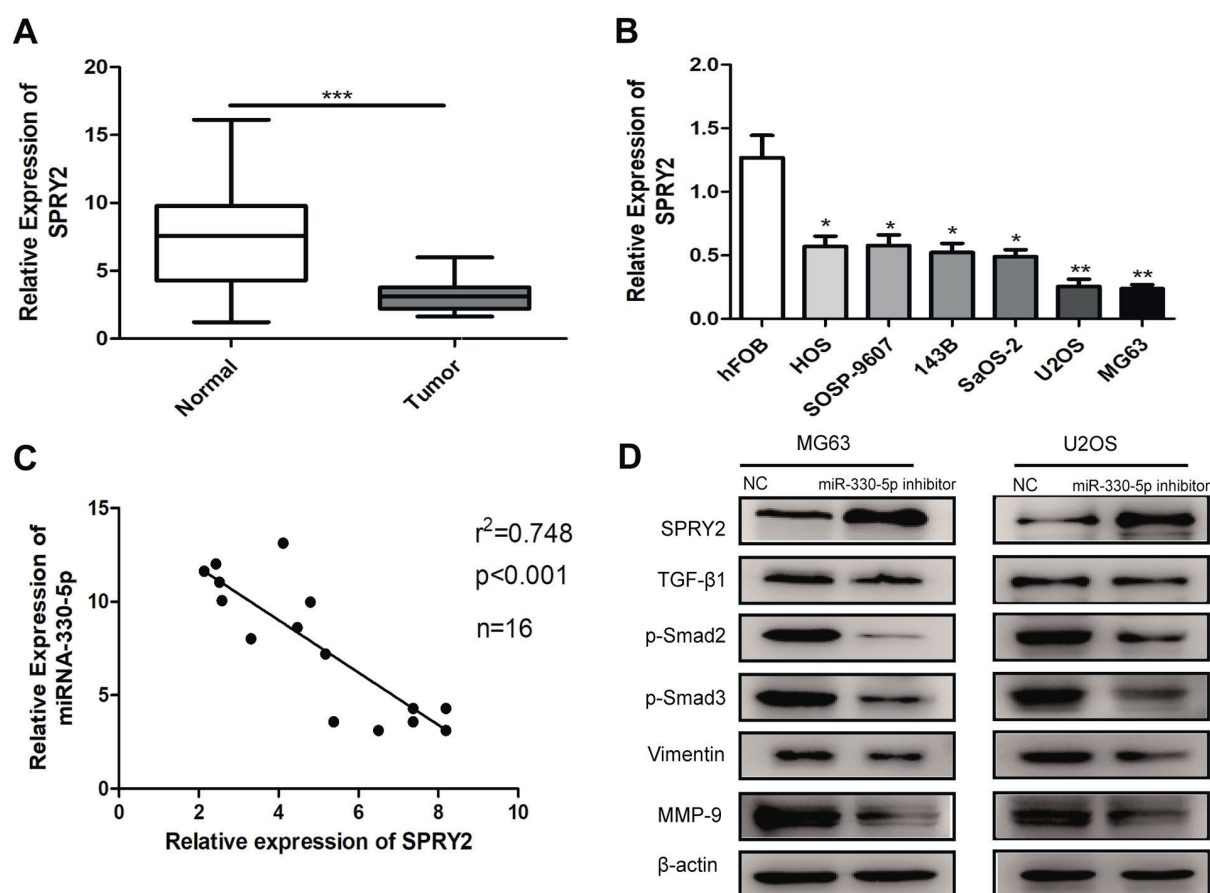 A
Relative Expression of
SPRY2
20
15
10
5
0
***
Normal
Tumor
B
Relative Expression of
SPRY2
2.0
1.5
1.0
0.5
0.0
*
*
*
*
**
**
hFOB
HOS
SOSP-9607
143B
SaOS-2
U2OS
MG63
C
Relative Expression of
miRNA-330-5p
15
10
5
0
r²=0.748
p<0.001
n=16
0 2 4 6 8 10
Relative expression of SPRY2
D
MG63 U2OS
NC miR-330-5p inhibitor NC miR-330-5p inhibitor
SPRY2
TGF-β1
p-Smad2
p-Smad3
Vimentin
MMP-9
β-actin